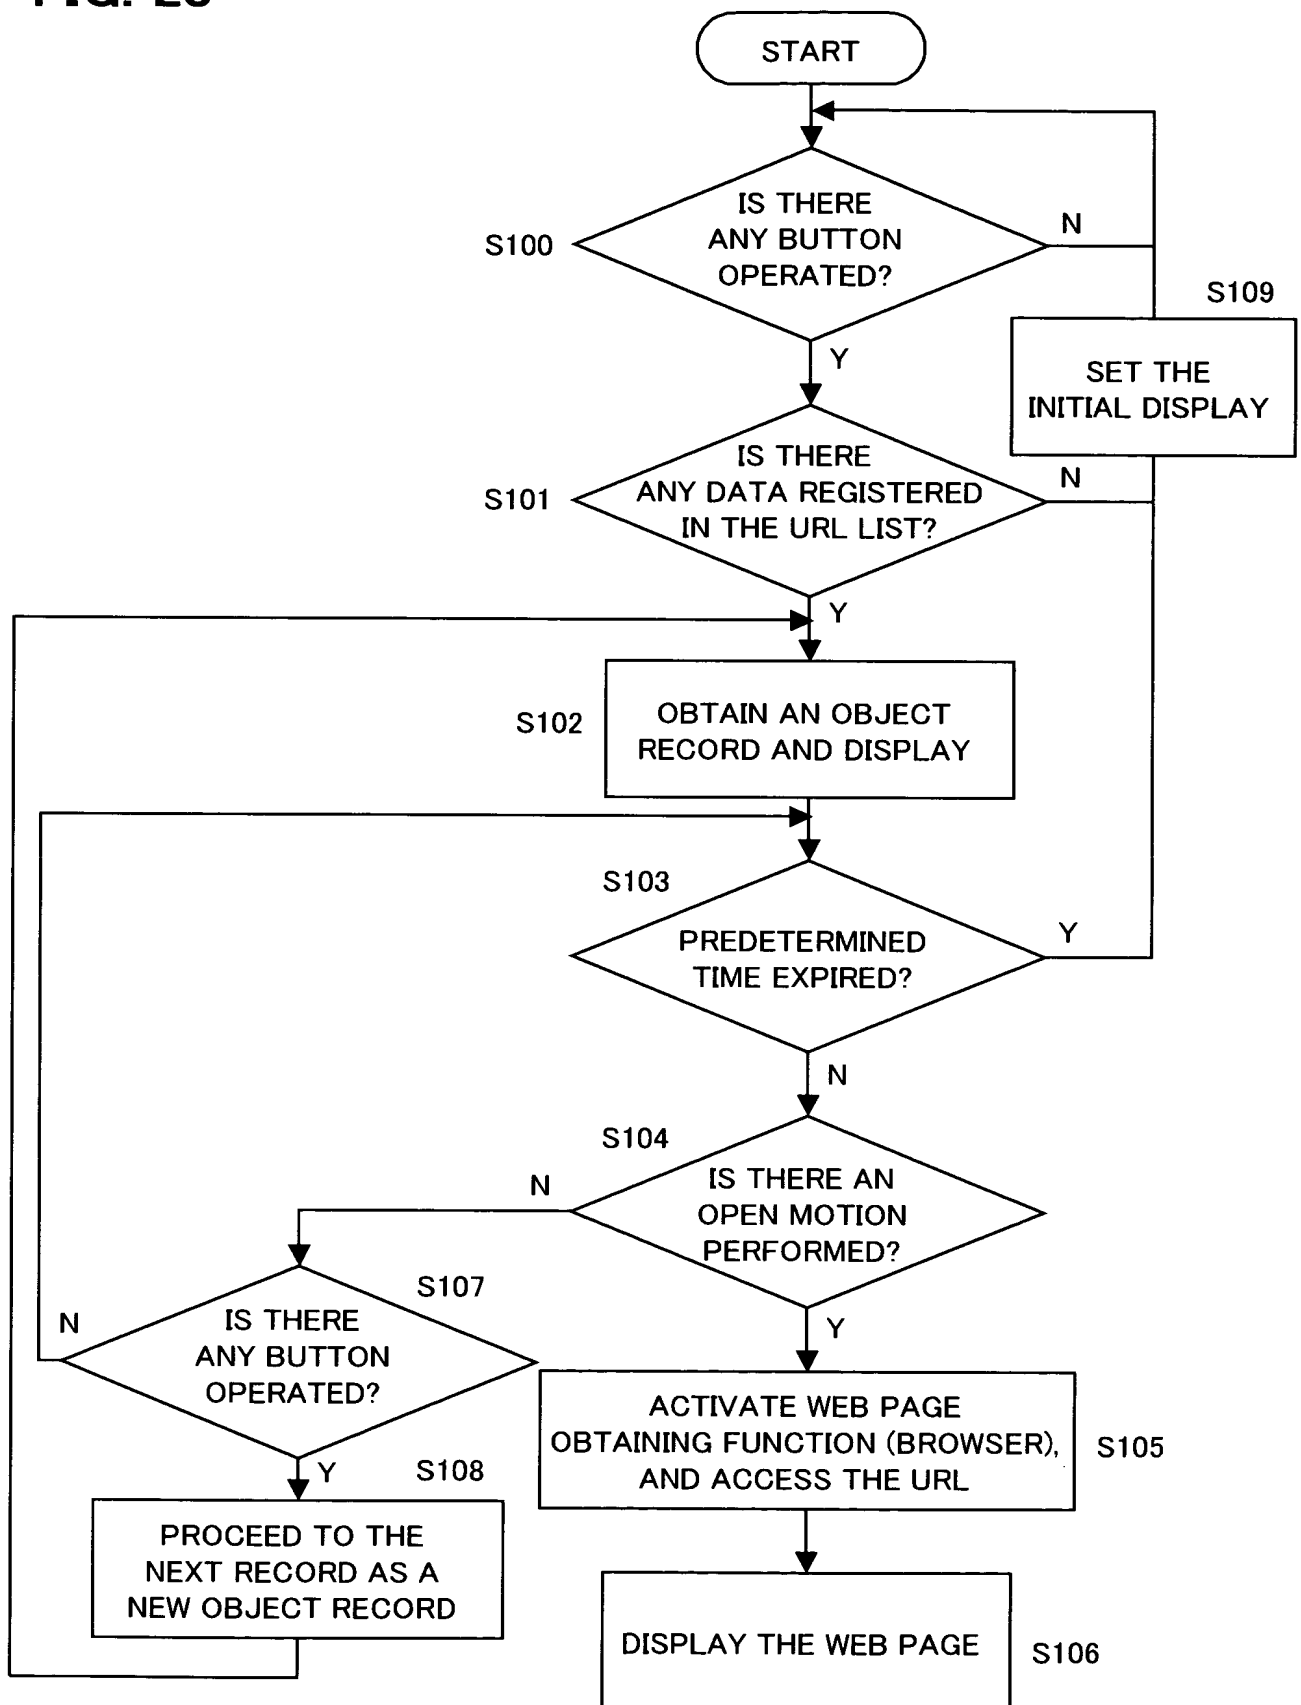 START
IS THERE
ANY BUTTON
OPERATED?
S100
N
S109
Y
SET THE
INITIAL DISPLAY
IS THERE
ANY DATA REGISTERED
IN THE URL LIST?
S101
N
Y
S102
OBTAIN AN OBJECT
RECORD AND DISPLAY
S103
PREDETERMINED
TIME EXPIRED?
Y
N
S104
IS THERE AN
OPEN MOTION
PERFORMED?
N
S107
IS THERE
ANY BUTTON
OPERATED?
N
Y
Y
S108
ACTIVATE WEB PAGE
OBTAINING FUNCTION (BROWSER),
AND ACCESS THE URL
S105
PROCEED TO THE
NEXT RECORD AS A
NEW OBJECT RECORD
DISPLAY THE WEB PAGE
S106